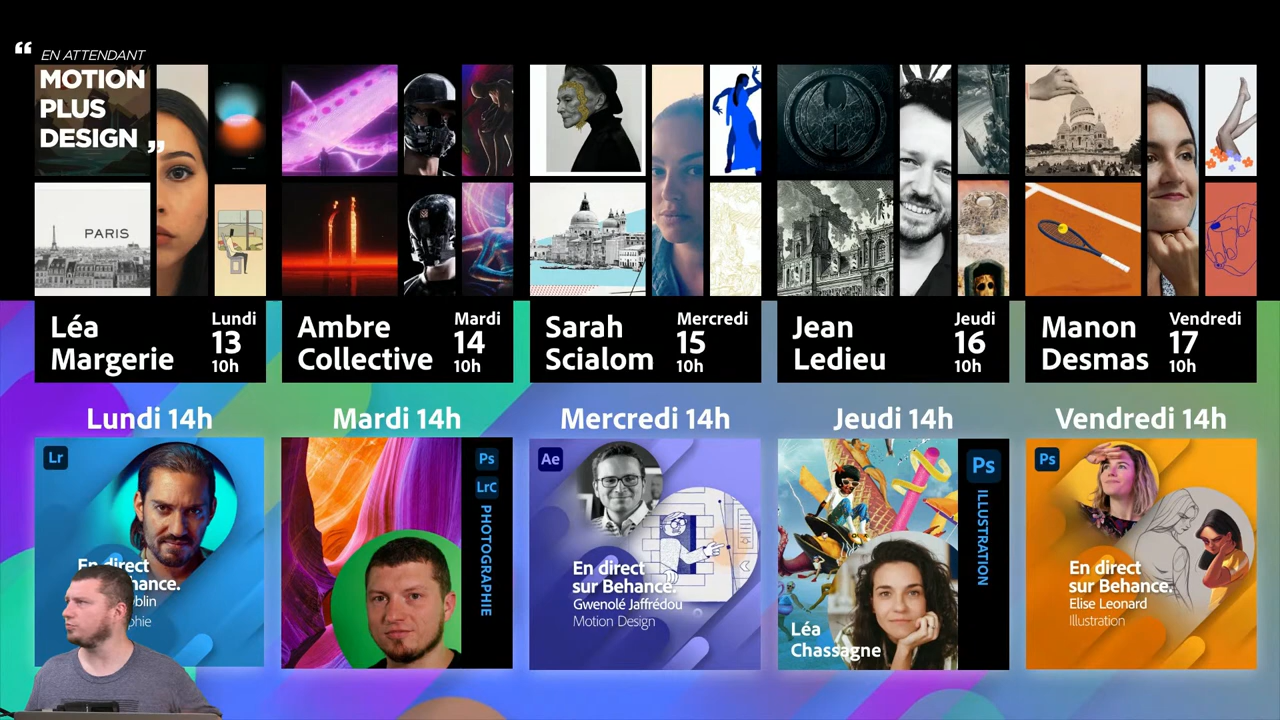 “ EN ATTENDANT
MOTION
PLUS
DESIGN „
PARIS
Léa
Margerie
Lundi
13
10h
Ambre
Collective
Mardi
14
10h
Sarah
Scialom
Mercredi
15
10h
Jean
Ledieu
Jeudi
16
10h
Manon
Desmas
Vendredi
17
10h
Lundi 14h
Mardi 14h
Mercredi 14h
Jeudi 14h
Vendredi 14h
Lr
En direct
Ps
LrC
PHOTOGRAPHIE
Ae
En direct
sur Behance.
Gwenolé Jaffrédou
Motion Design
Ps
ILLUSTRATION
Léa
Chassagne
Ps
En direct
sur Behance.
Elise Leonard
Illustration